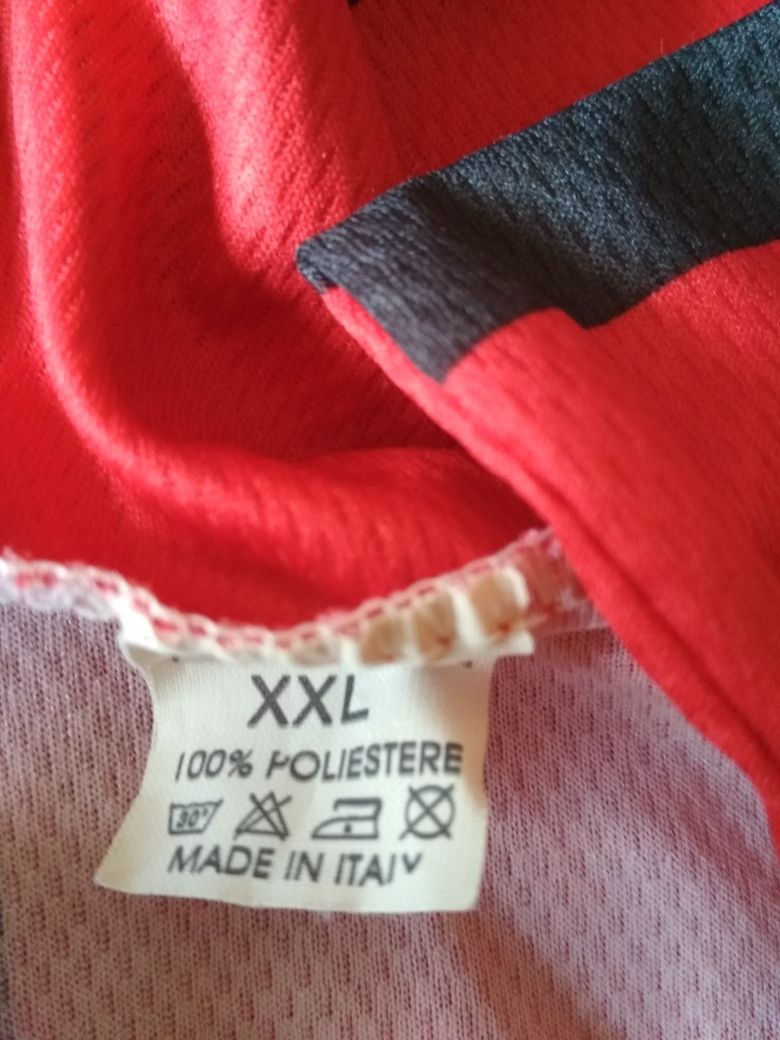 XXL
100% POLIESTERE
30°
MADE IN ITALY